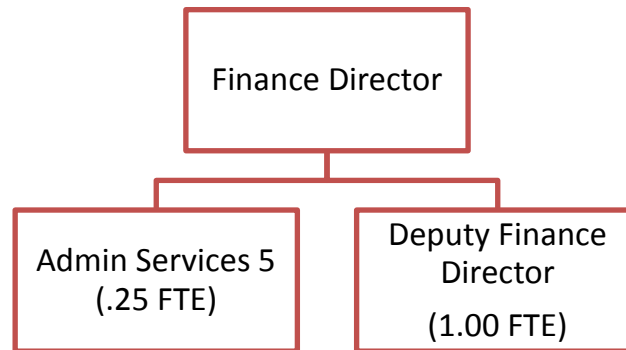 Finance Director
Admin Services 5
(.25 FTE)
Deputy Finance
Director
(1.00 FTE)